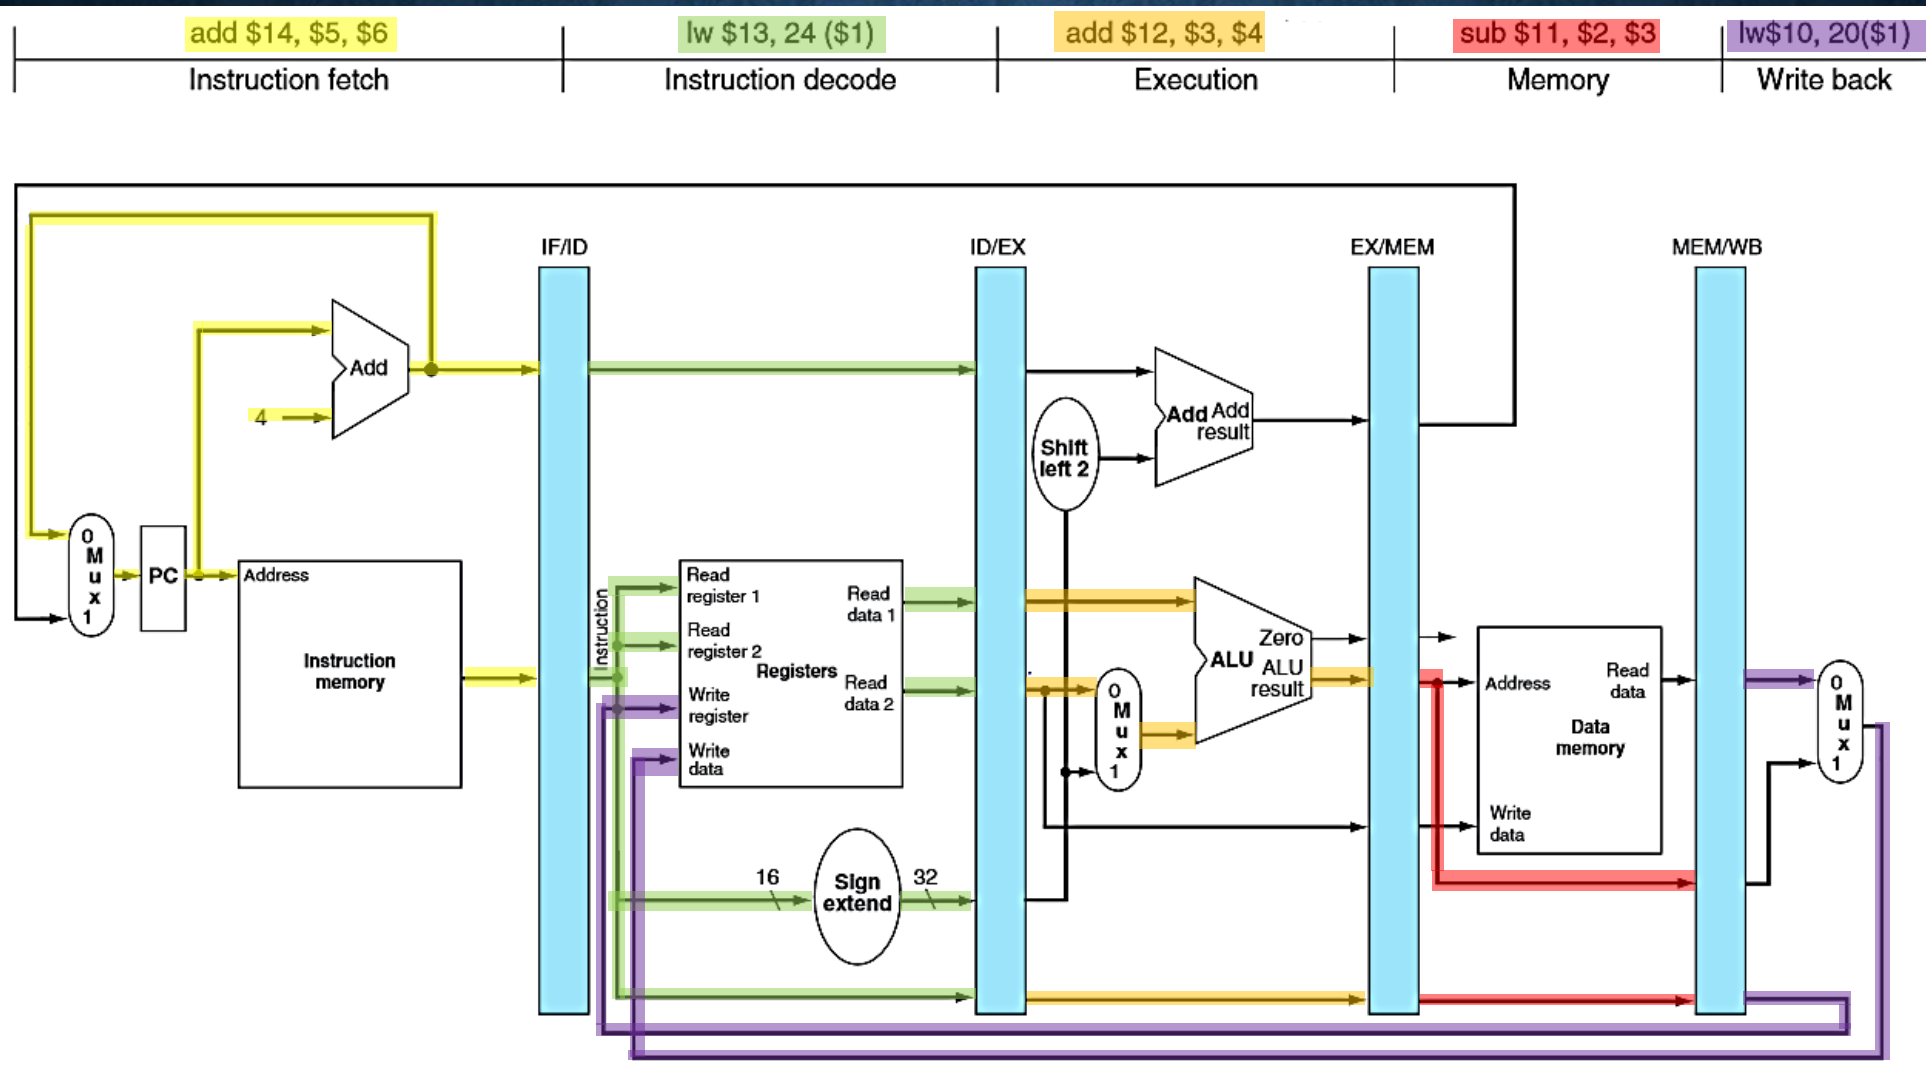 add $14, $5, $6
lw $13, 24 ($1)
add $12, $3, $4
sub $11, $2, $3
lw$10, 20($1)
Instruction fetch
Instruction decode
Execution
Memory
Write back
IF/ID
ID/EX
EX/MEM
MEM/WB
Add
4
Add Add
result
Shift
left 2
0
M
u
x
1
PC
Address
Instruction
memory
Instruction
Read
register 1
Read
register 2
Write
register
Write
data
Registers
Read
data 1
Read
data 2
16
Sign
extend
32
0
M
u
x
1
Zero
ALU
ALU
result
Address
Read
data
Data
memory
Write
data
0
M
u
x
1